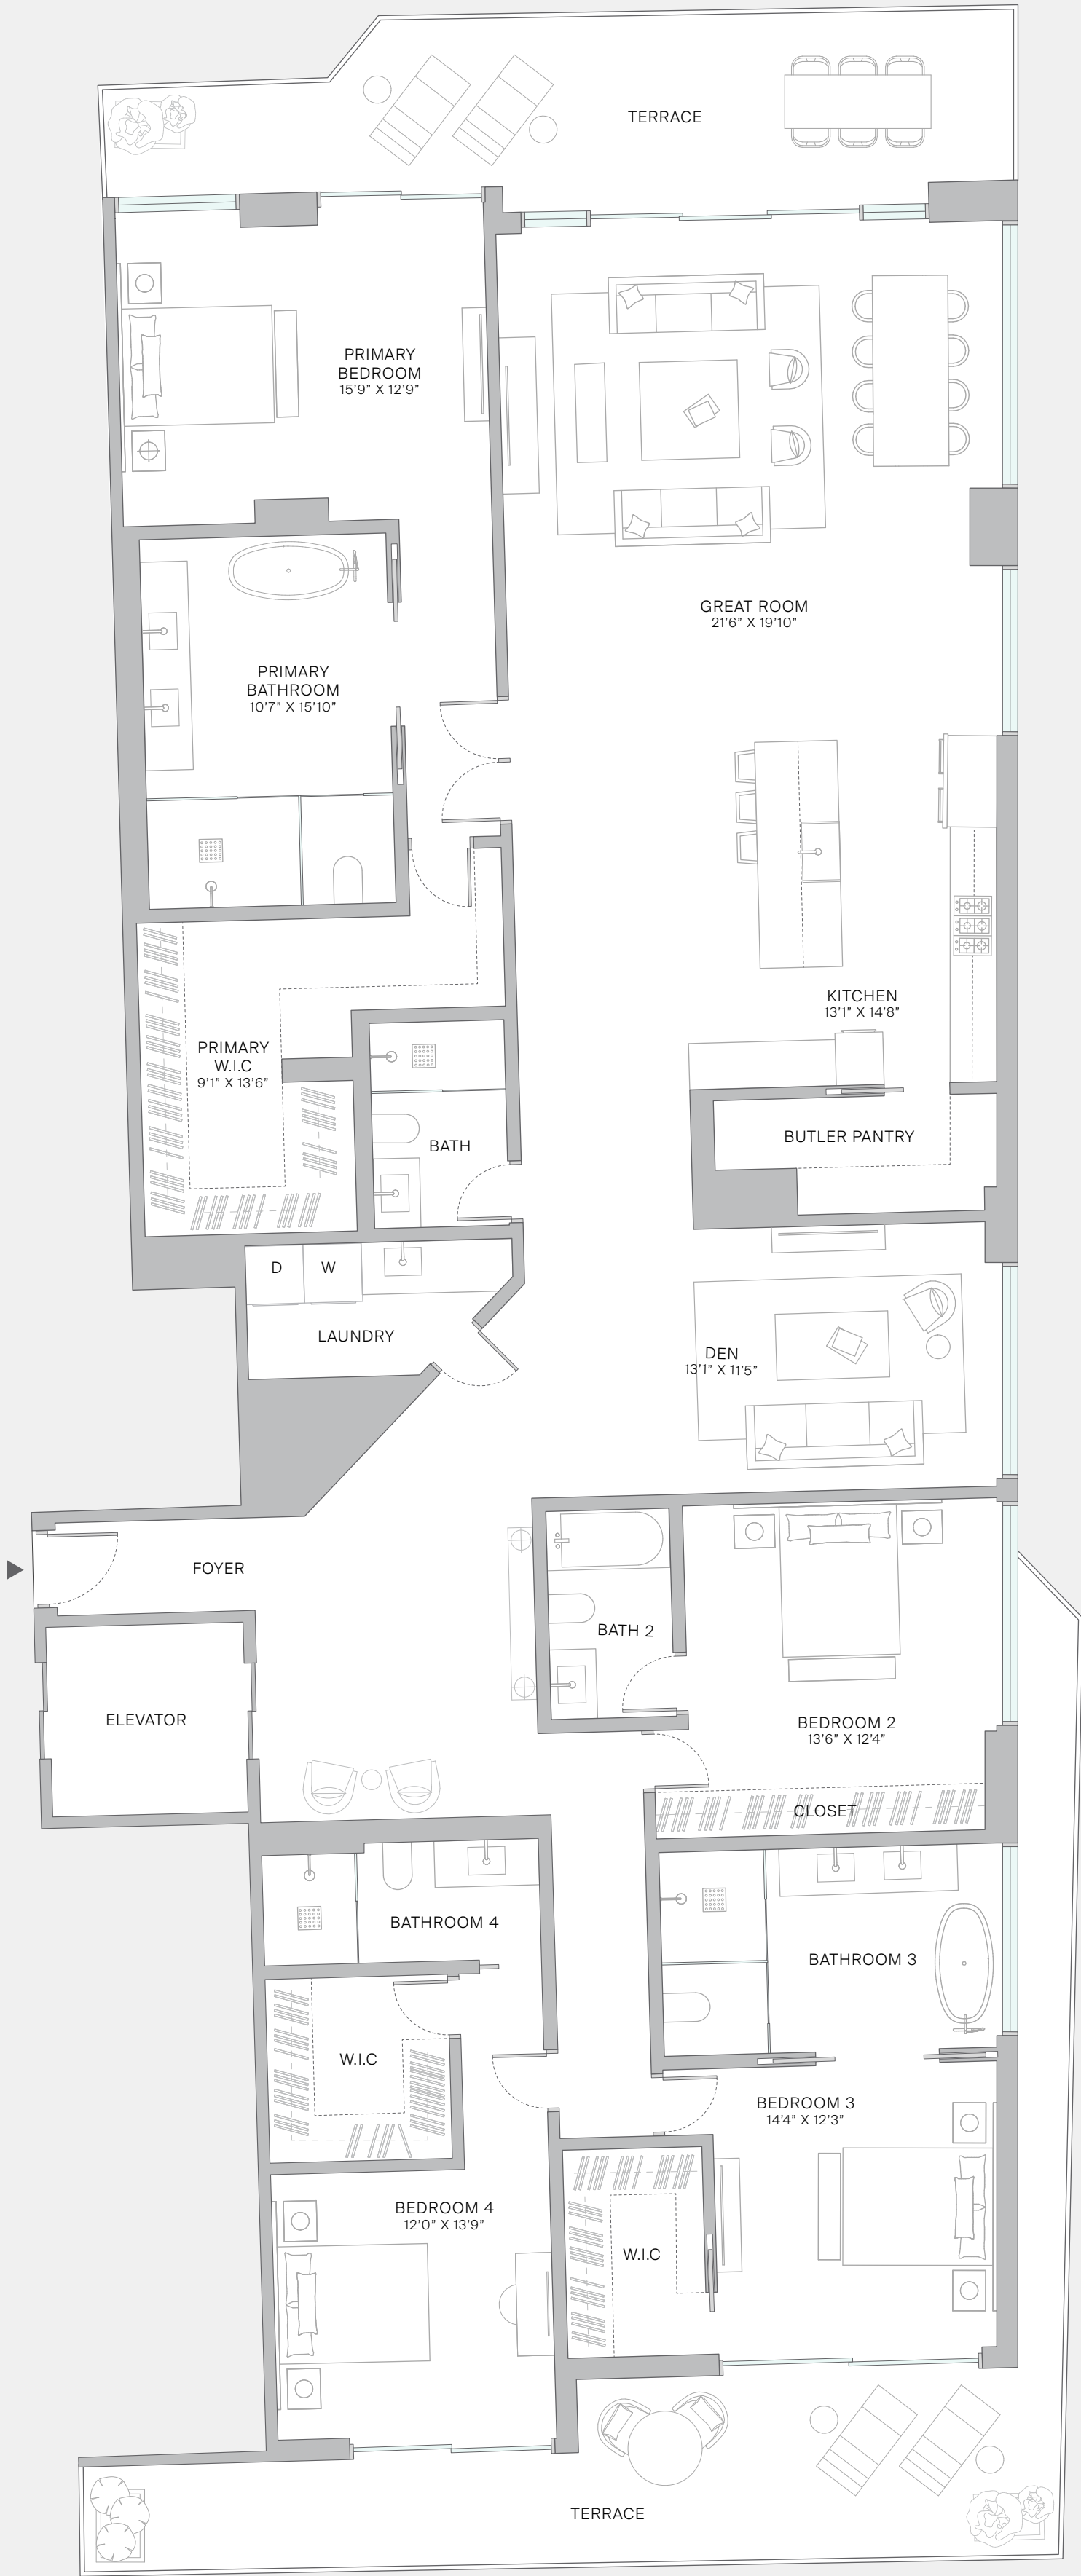 TERRACE
PRIMARY
BEDROOM
15'9” X 12'9”
GREAT ROOM
21'6” X 19'10”
PRIMARY
BATHROOM
10'7” X 15'10”
KITCHEN
13'1” X 14'8”
PRIMARY
W.I.C
9'1” X 13'6”
BUTLER PANTRY
BATH
D
W
LAUNDRY
DEN
13'1” X 11'5”
FOYER
BATH 2
ELEVATOR
BEDROOM 2
13'6” X 12'4”
CLOSET
BATHROOM 4
BATHROOM 3
W.I.C
BEDROOM 3
14'4” X 12'3”
BEDROOM 4
12'0” X 13'9”
W.I.C
TERRACE